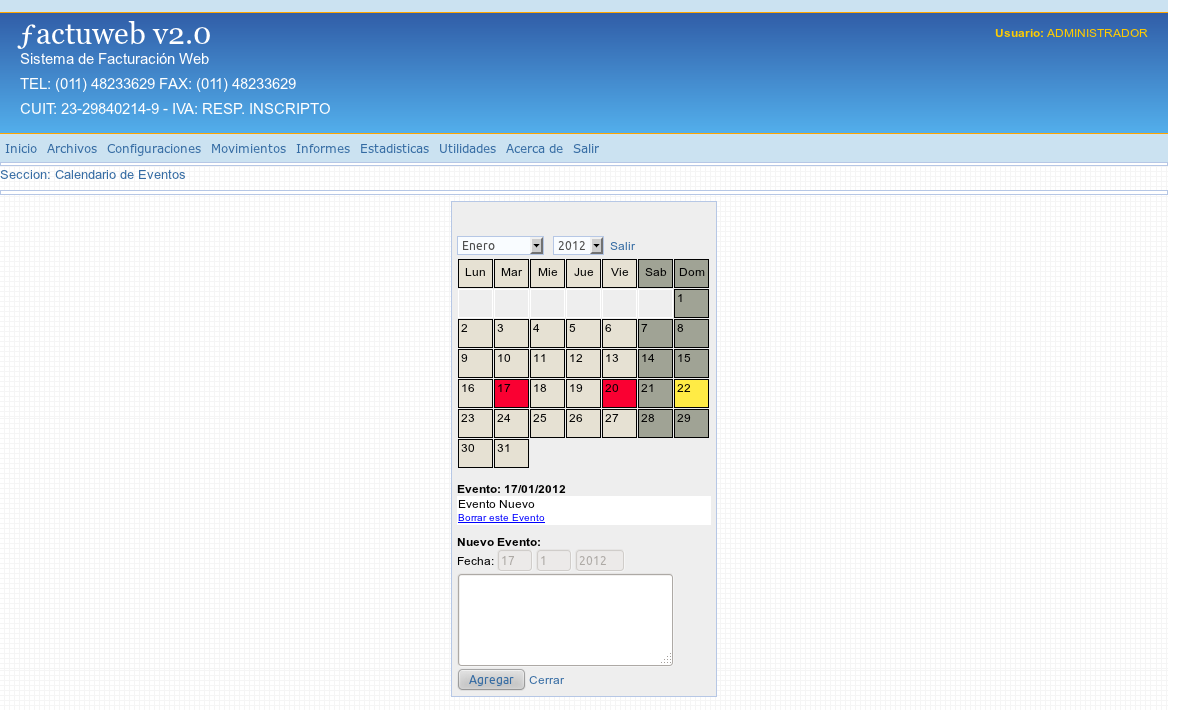 factuweb v2.0
Usuario: ADMINISTRADOR
Sistema de Facturación Web
TEL: (011) 48233629 FAX: (011) 48233629
CUIT: 23-29840214-9 - IVA: RESP. INSCRIPTO
Inicio Archivos Configuraciones Movimientos Informes Estadisticas Utilidades Acerca de Salir
Seccion: Calendario de Eventos
Enero 2012 Salir
Lun Mar Mie Jue Vie Sab Dom
1
2 3 4 5 6 7 8
9 10 11 12 13 14 15
16 17 18 19 20 21 22
23 24 25 26 27 28 29
30 31
Evento: 17/01/2012
Evento Nuevo
Borrar este Evento
Nuevo Evento:
Fecha: 17 1 2012
Agregar Cerrar